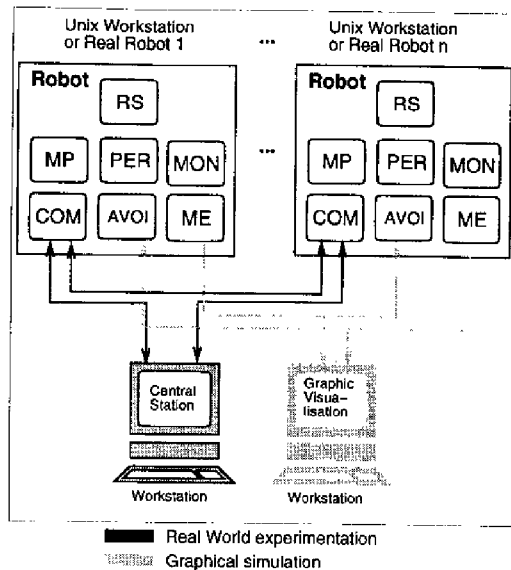 Unix Workstation
or Real Robot 1
...
Unix Workstation
or Real Robot n
Robot
RS
MP
PER
MON
COM
AVOI
ME
...
Robot
RS
MP
PER
MON
COM
AVOI
ME
Central
Station
Workstation
Graphic
Visua-
lisation
Workstation
Real World experimentation
Graphical simulation